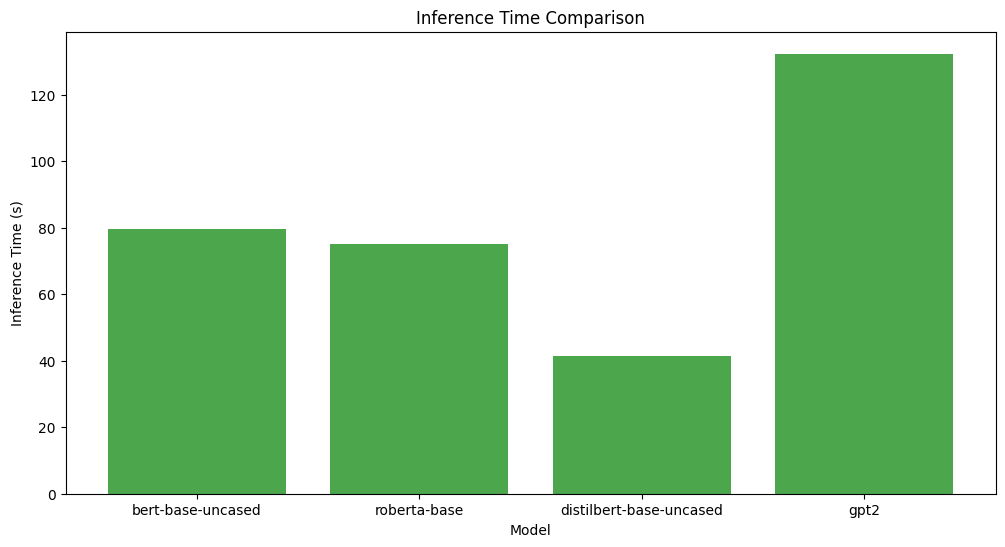 Inference Time Comparison
Inference Time (s)
120
100
80
60
40
20
0
bert-base-uncased roberta-base distilbert-base-uncased gpt2
Model